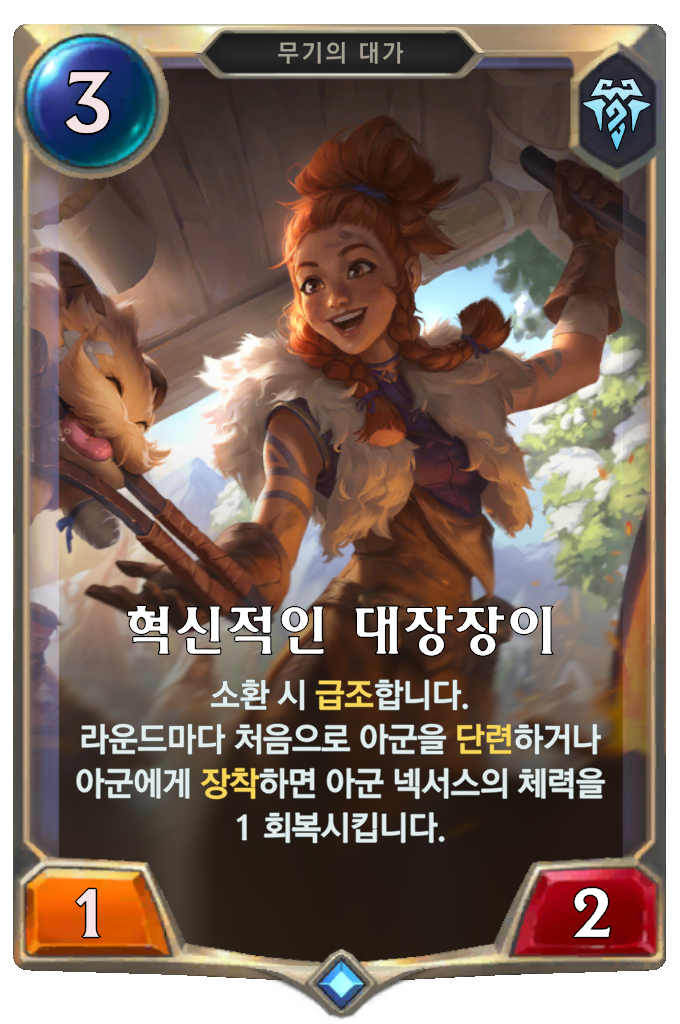 무기의 대가
3
혁신적인 대장장이
소환 시 급조합니다.
라운드마다 처음으로 아군을 단련하거나
아군에게 장착하면 아군 넥서스의 체력을
1 회복시킵니다.
1
2